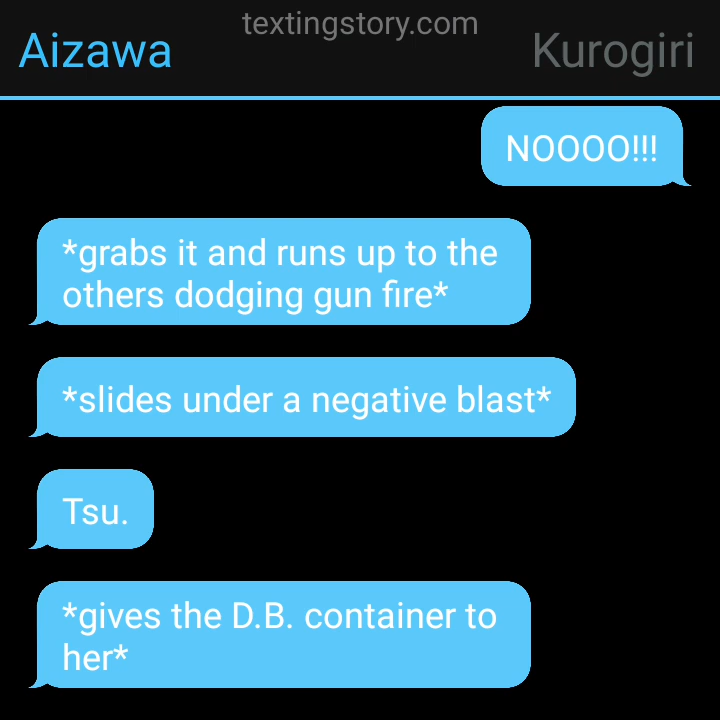 textingstory.com
Aizawa
Kurogiri
NOOOO!!!
*grabs it and runs up to the
others dodging gun fire*
*slides under a negative blast*
Tsu.
*gives the D.B. container to
her*